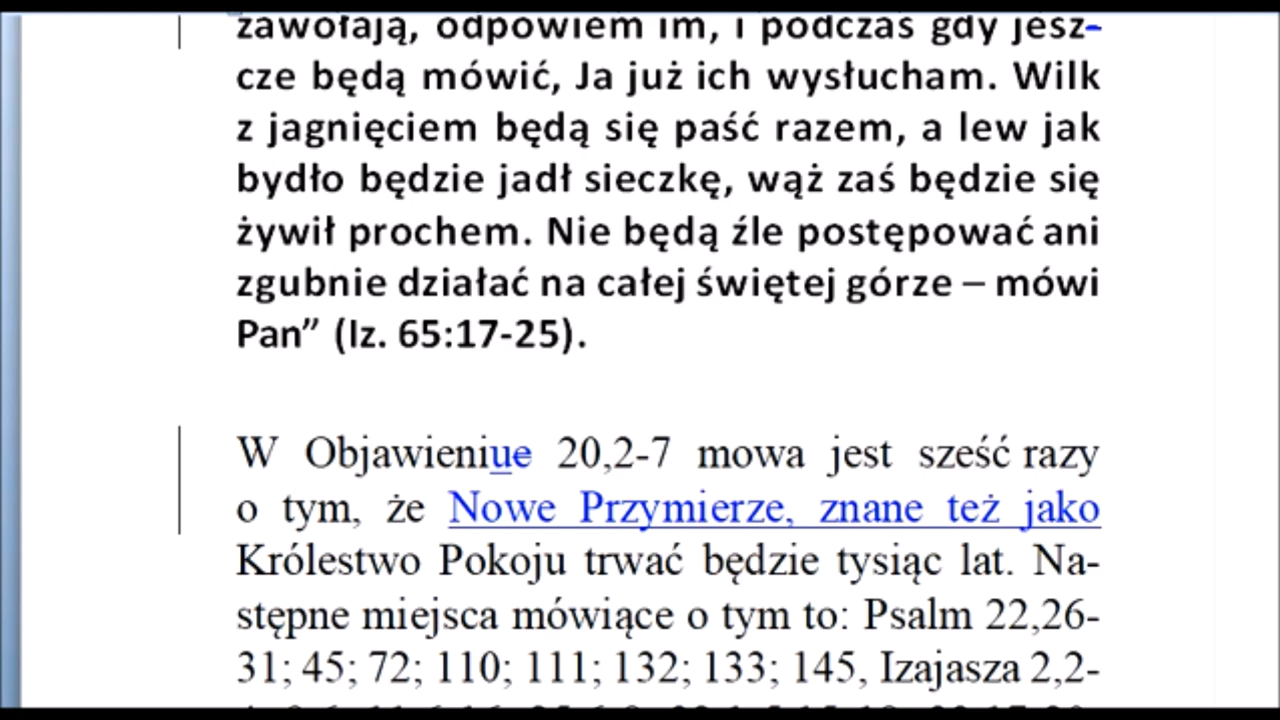 zawołają, odpowiem im, i podczas gdy jesz-
cze będą mówić, Ja już ich wysłucham. Wilk
z jagnięciem będą się paść razem, a lew jak
bydło będzie jadł sieczkę, wąż zaś będzie się
żywił prochem. Nie będą źle postępować ani
zgubnie działać na całej świętej górze – mówi
Pan” (Iz. 65:17-25).
W Objawieniue 20,2-7 mowa jest sześć razy
o tym, że Nowe Przymierze, znane też jako
Królestwo Pokoju trwać będzie tysiąc lat. Na-
stępne miejsca mówiące o tym to: Psalm 22,26-
31; 45; 72; 110; 111; 132; 133; 145, Izajasza 2,2-